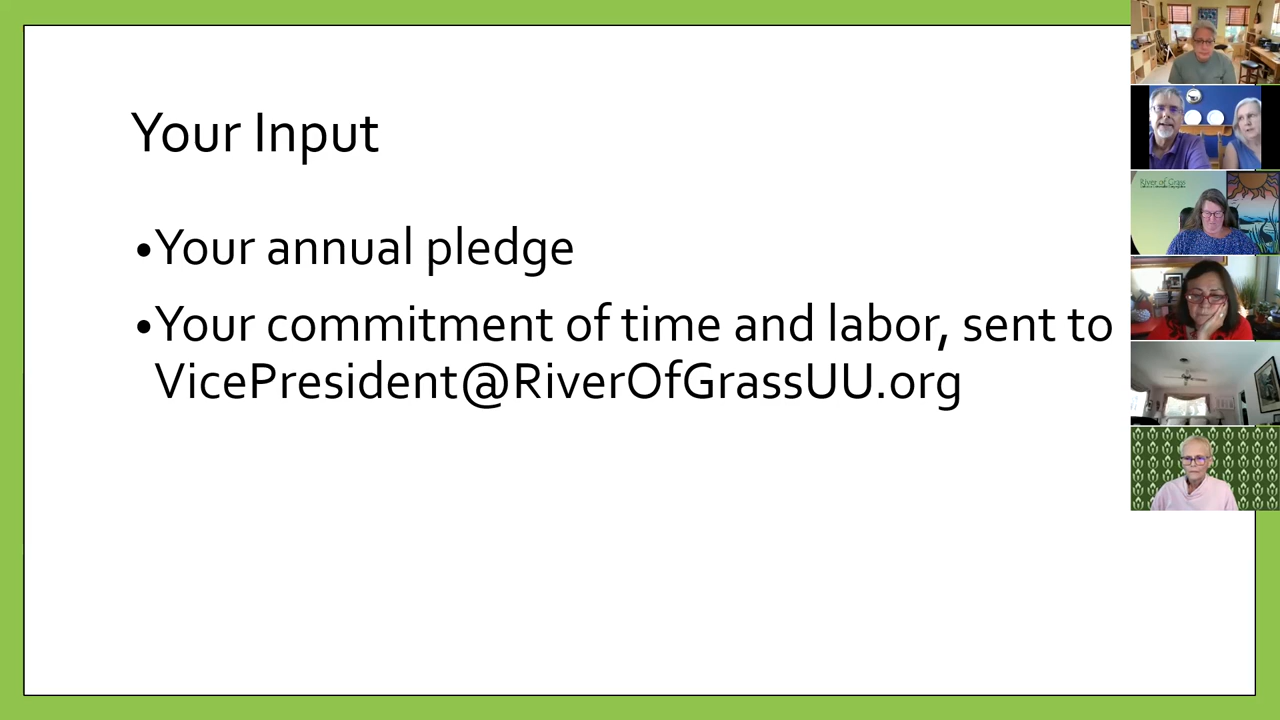 Your Input
•Your annual pledge
•Your commitment of time and labor, sent to
VicePresident@RiverOfGrassUU.org
River of Grass